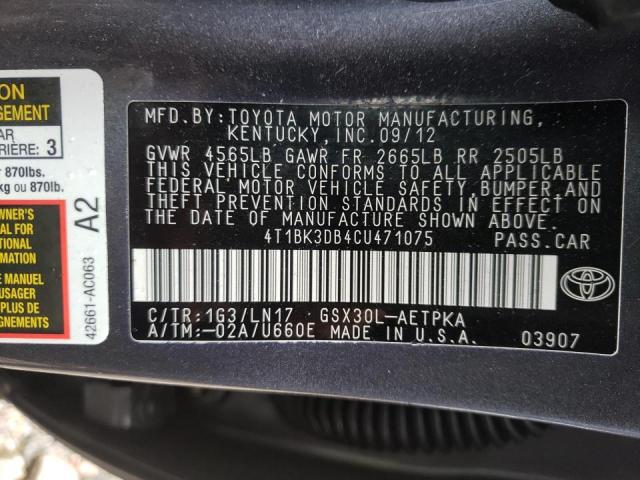 ON
GEMENT
AR
RIÈRE: 3
r 870lbs.
kg ou 870lb.
WNER'S
AL FOR
TIONAL
MATION
E MANUEL
USAGER
PLUS DE
GNEMENTS
A2
42661-AC063
MFD. BY: TOYOTA MOTOR MANUFACTURING,
KENTUCKY, INC. 09/12
GVWR 4565LB GAWR FR 2665LB RR 2505LB
THIS VEHICLE CONFORMS TO ALL APPLICABLE
FEDERAL MOTOR VEHICLE SAFETY, BUMPER, AND
THEFT PREVENTION STANDARDS IN EFFECT ON
THE DATE OF MANUFACTURE SHOWN ABOVE.
4T1BK3DB4CU471075 PASS. CAR
C/TR: 1G3/LN17 GSX30L-AETPKA
A/TM: -02A/U660E MADE IN U.S.A. 03907
TOYOTA